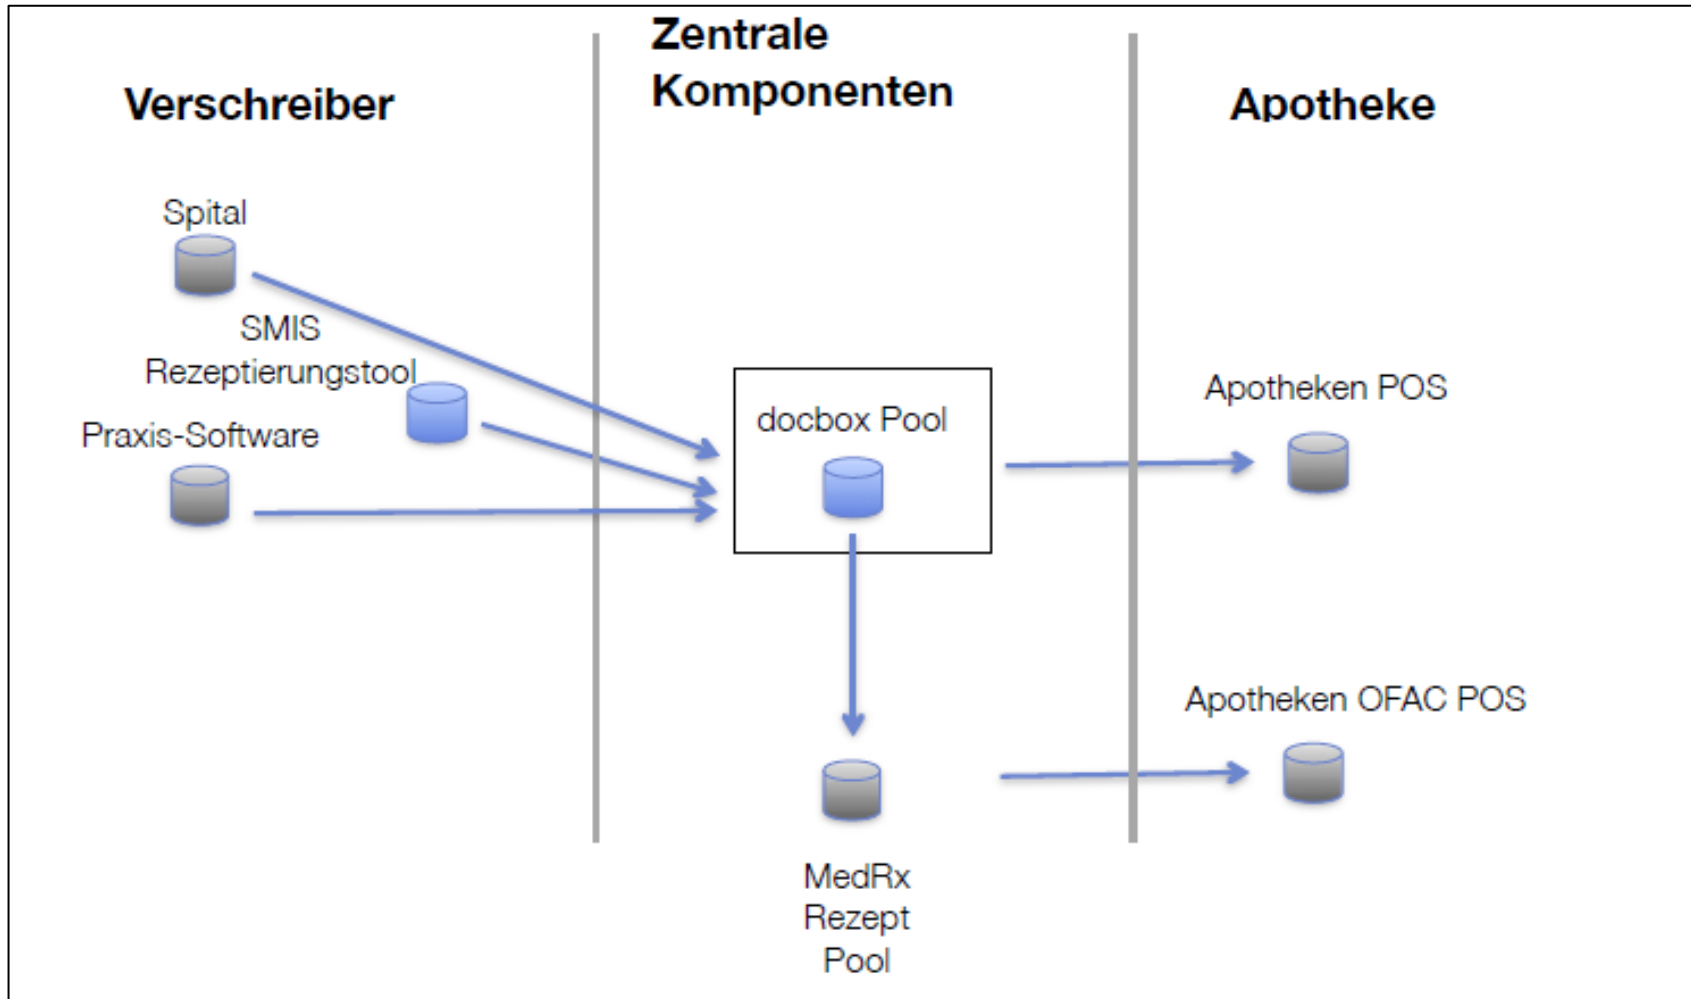 Verschreiber
Zentrale
Komponenten
Apotheke
Spital
SMIS
Rezeptierungstool
Praxis-Software
docbox Pool
Apotheken POS
Apotheken OFAC POS
MedRx
Rezept
Pool